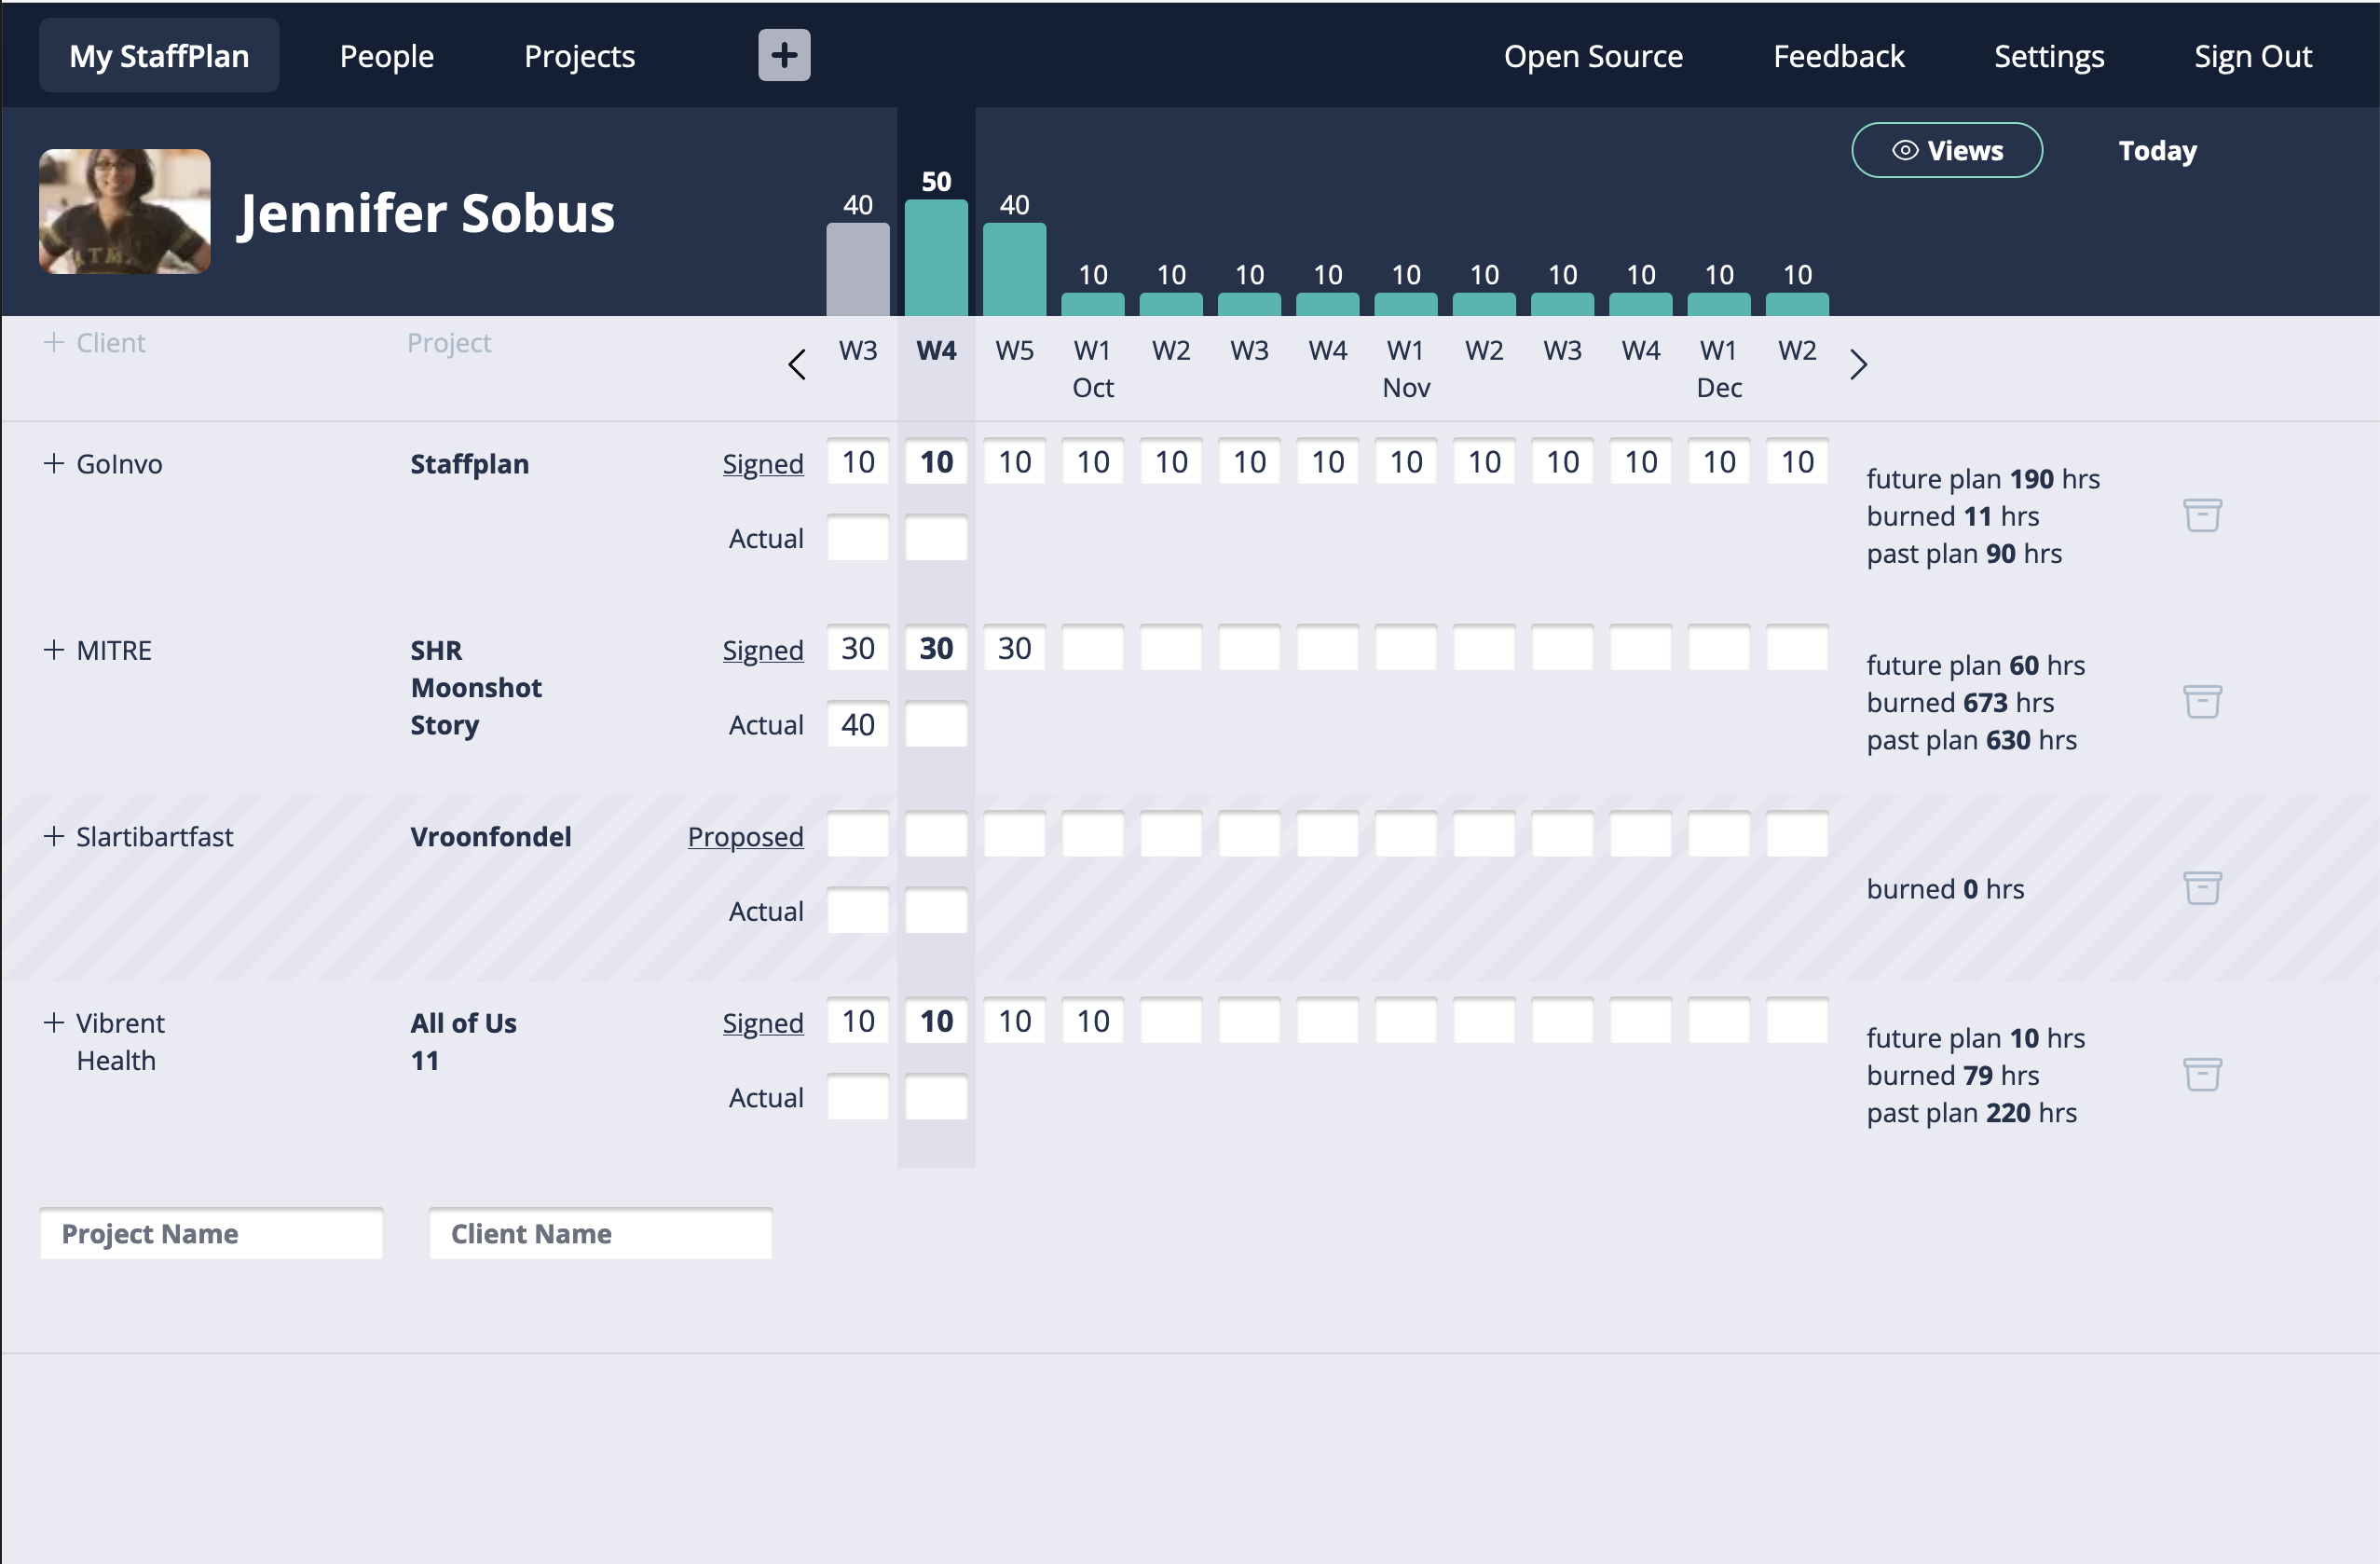 My StaffPlan People Projects + Open Source Feedback Settings Sign Out
Jennifer Sobus
Views Today
40 50 40 10 10 10 10 10 10 10 10 10 10
+ Client Project < W3 W4 W5 W1 W2 W3 W4 W1 W2 W3 W4 W1 W2 >
Oct Nov Dec
+ GoInvo Staffplan Signed 10 10 10 10 10 10 10 10 10 10 10 10 10
future plan 190 hrs
burned 11 hrs
past plan 90 hrs
Actual
+ MITRE SHR Signed 30 30 30
Moonshot
Story Actual 40
future plan 60 hrs
burned 673 hrs
past plan 630 hrs
+ Slartibartfast Vroonfondel Proposed
Actual
burned 0 hrs
+ Vibrent All of Us Signed 10 10 10 10
Health 11
Actual
future plan 10 hrs
burned 79 hrs
past plan 220 hrs
Project Name Client Name